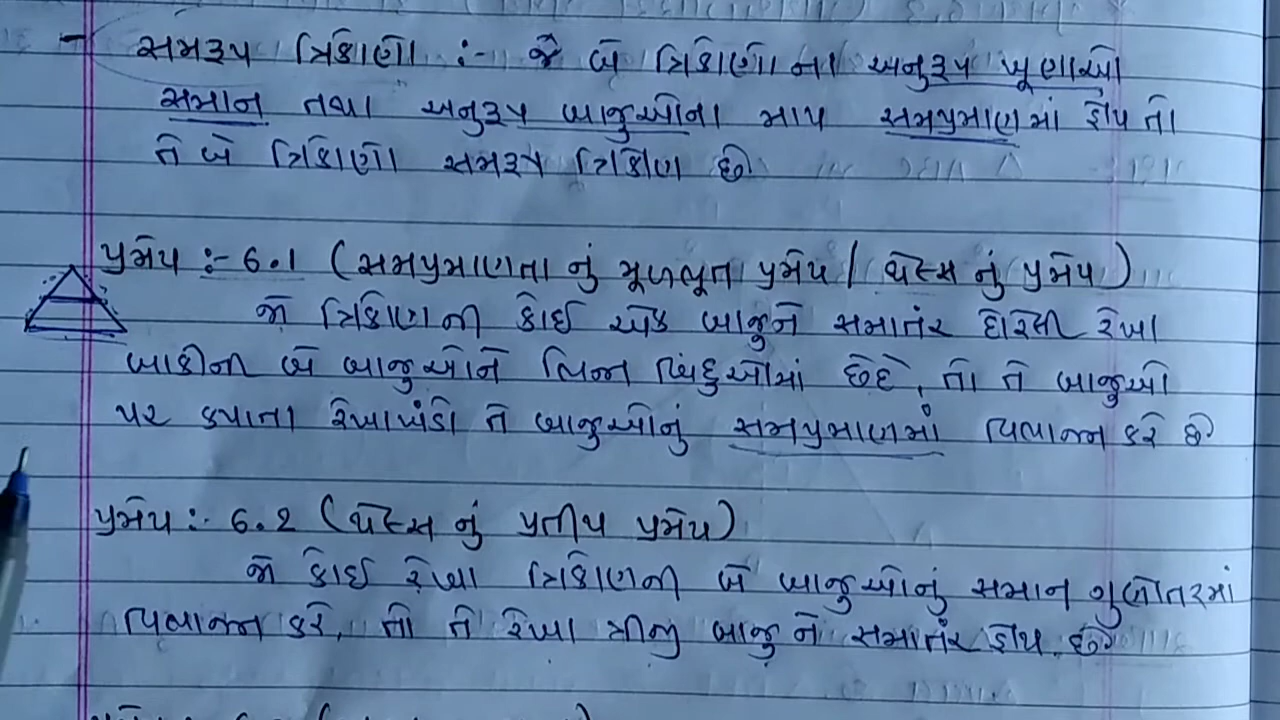 - સમરૂપ ત્રિકોણો :- જે બે ત્રિકોણોના અનુરૂપ ખૂણાઓ
સમાન તથા અનુરૂપ બાજુઓના માપ સમપ્રમાણમાં હોય તો
તે બે ત્રિકોણો સમરૂપ ત્રિકોણ છે
પ્રમેય :- 6.1 (સમપ્રમાણતા નું મૂળભૂત પ્રમેય / થેલ્સ નું પ્રમેય)
જો ત્રિકોણની કોઈ એક બાજુને સમાતંર દોરેલી રેખા
બાકીની બે બાજુઓને ભિન્ન બિંદુઓમાં છેદે, તો તે બાજુઓ
પર કપાતા રેખાખંડો તે બાજુઓનું સમપ્રમાણમાં વિભાજન કરે છે
પ્રમેય :- 6.2 (થેલ્સ નું પ્રતીપ પ્રમેય)
જો કોઈ રેખા ત્રિકોણની બે બાજુઓનું સમાન ગુણોતરમાં
વિભાજન કરે, તો તે રેખા ત્રીજી બાજુ ને સમાતંર હોય છે